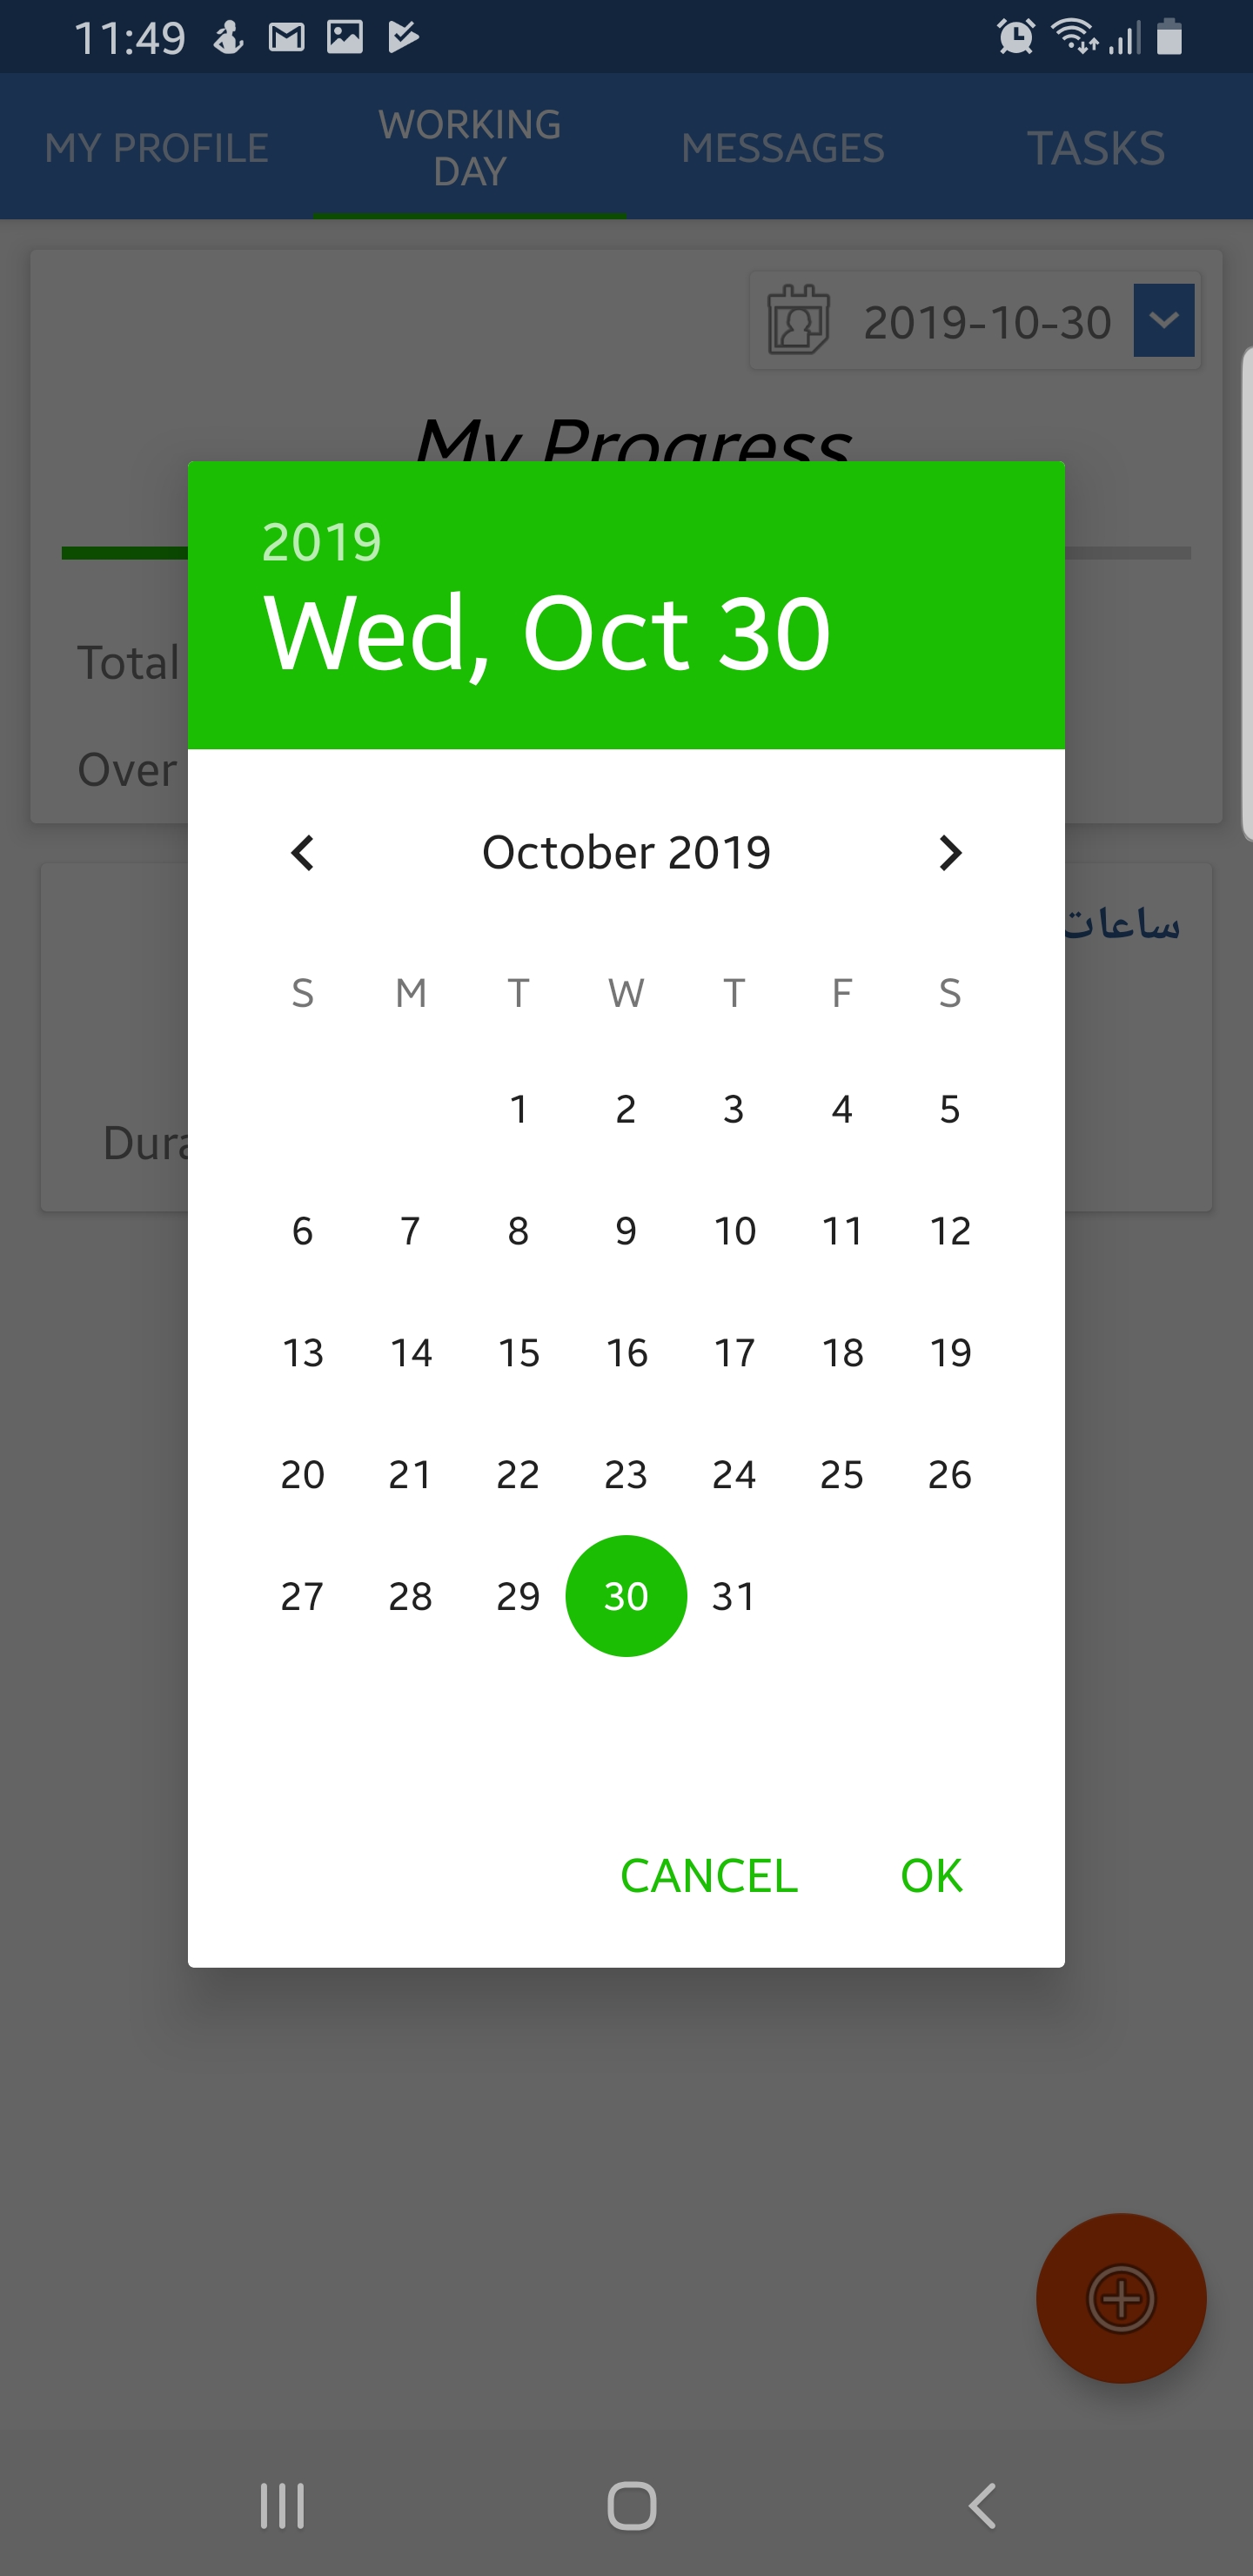 11:49
MY PROFILE
WORKING
DAY
MESSAGES
TASKS
2019-10-30
My Progress
2019
Wed, Oct 30
Total
Over
October 2019
ساعات
S M T W T F S
1 2 3 4 5
6 7 8 9 10 11 12
13 14 15 16 17 18 19
20 21 22 23 24 25 26
27 28 29 30 31
CANCEL OK